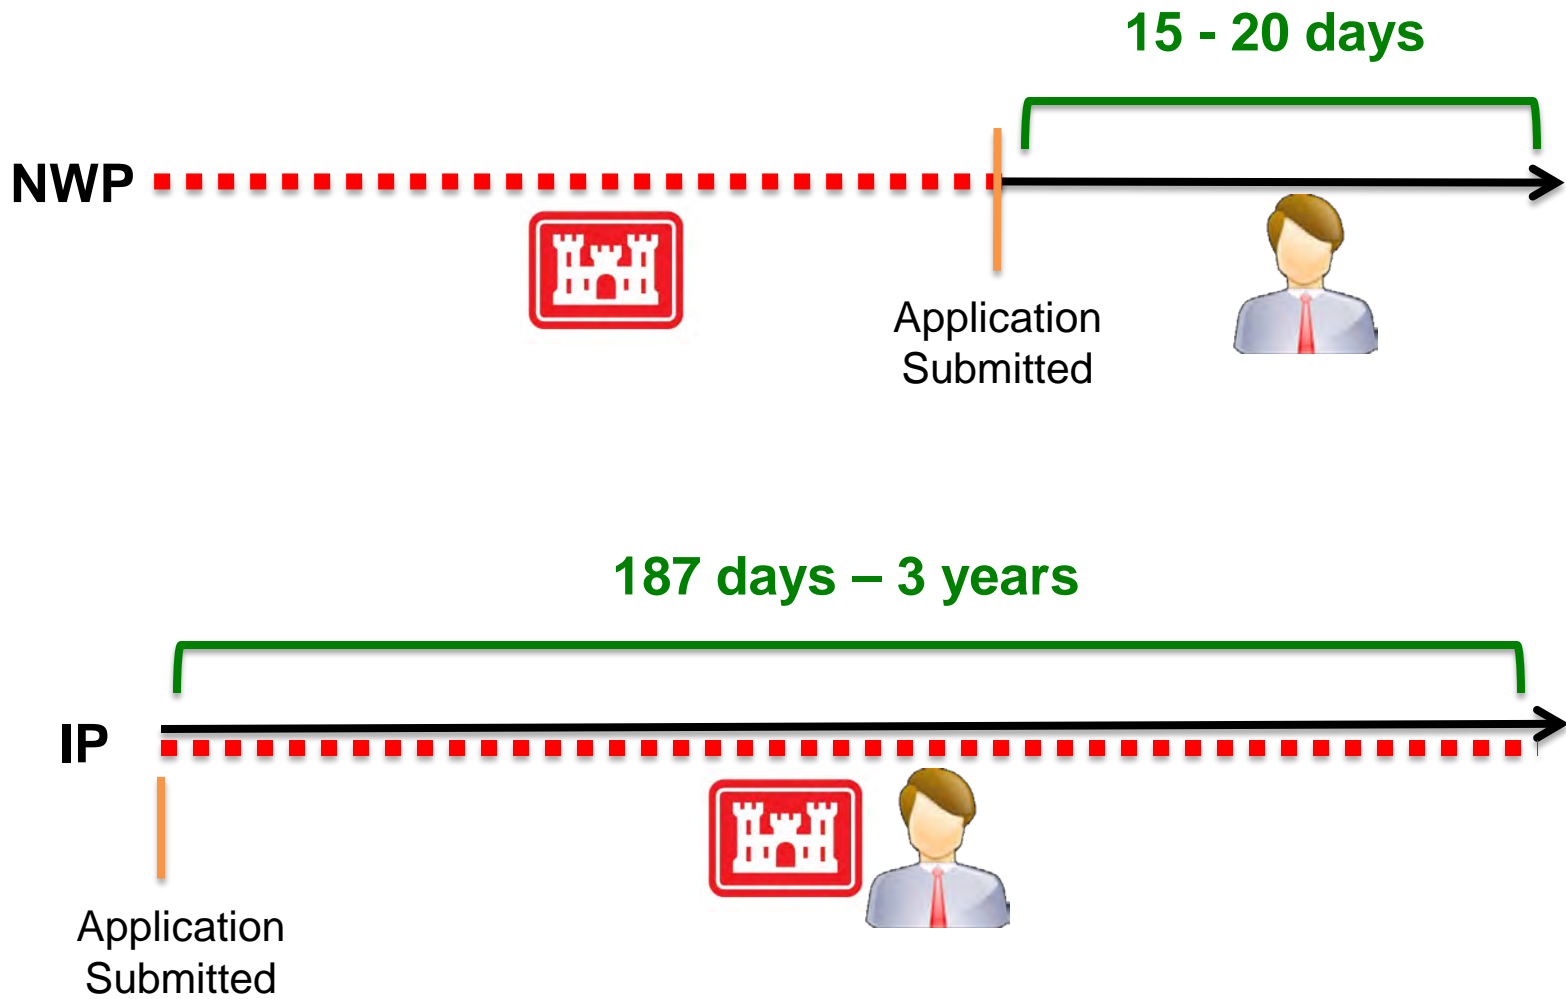 15 - 20 days
NWP
Application
Submitted
187 days – 3 years
IP
Application
Submitted